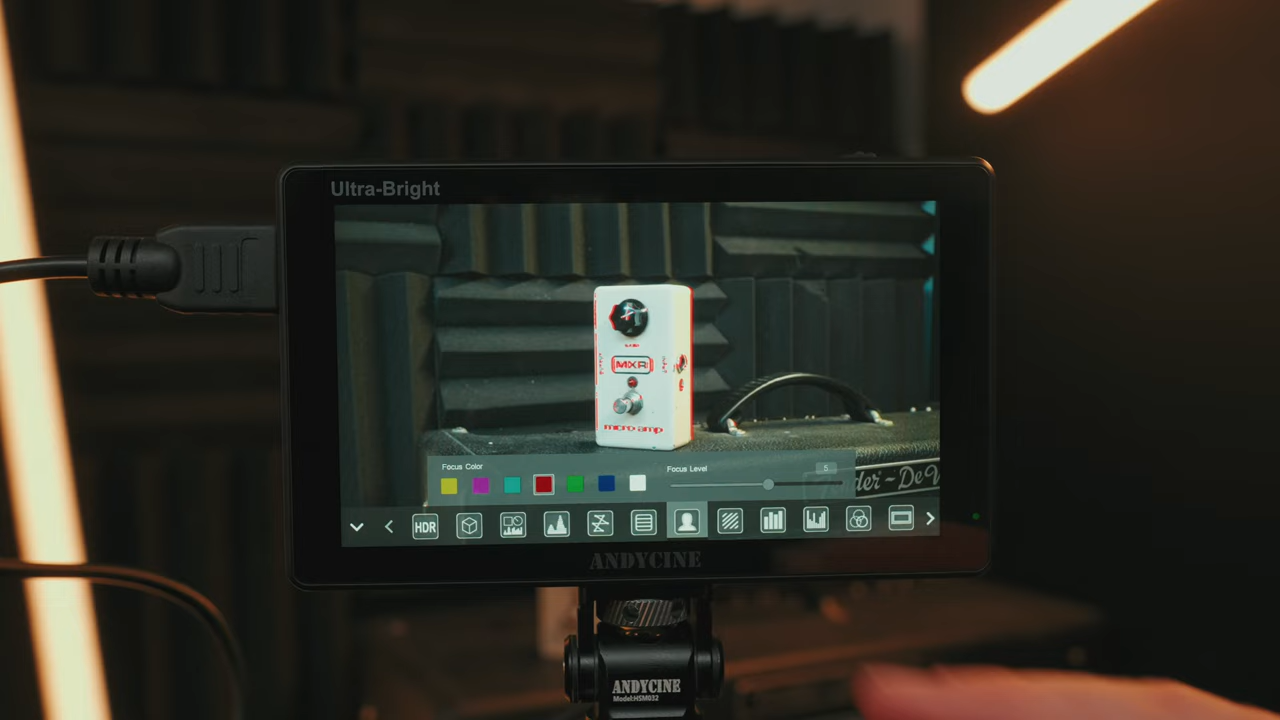 Ultra-Bright
MXR
micro amp
Focus Color
Focus Level
5
HDR
ANDYCINE
ANDYCINE
Model:HSM032